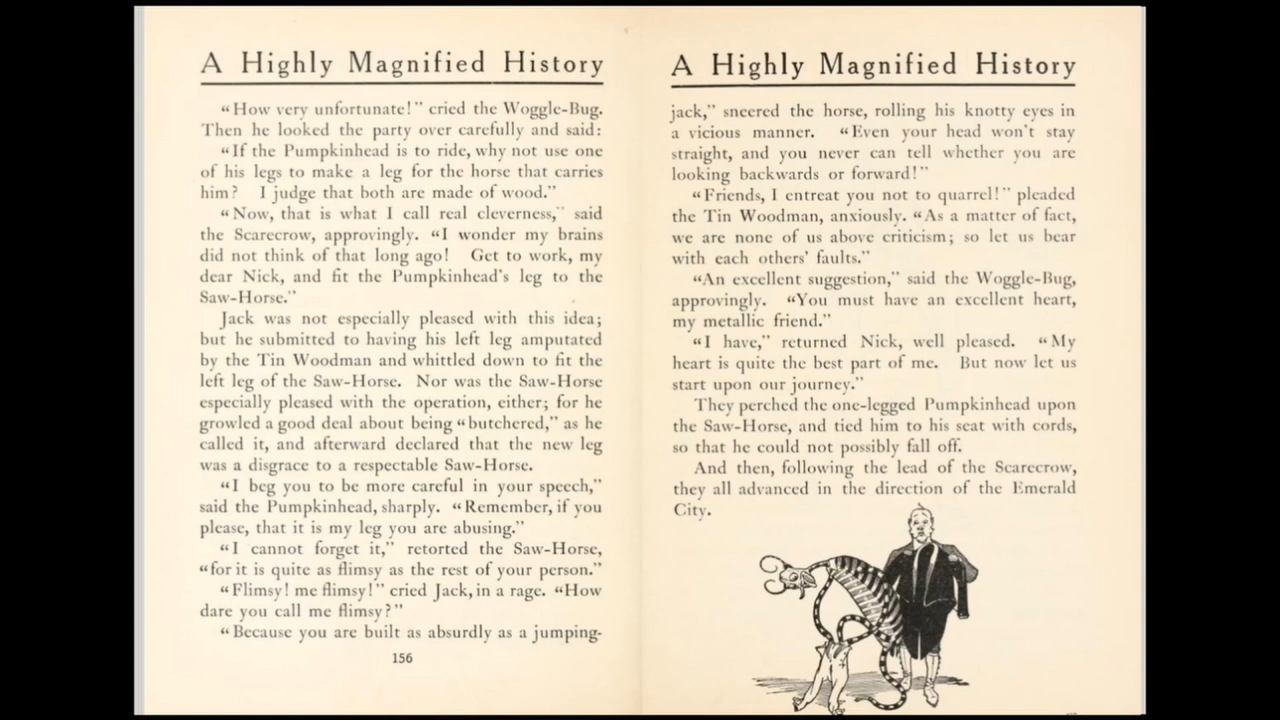 A Highly Magnified History
“How very unfortunate!” cried the Woggle-Bug.
Then he looked the party over carefully and said:
“If the Pumpkinhead is to ride, why not use one
of his legs to make a leg for the horse that carries
him? I judge that both are made of wood.”
“Now, that is what I call real cleverness,” said
the Scarecrow, approvingly. “I wonder my brains
did not think of that long ago! Get to work, my
dear Nick, and fit the Pumpkinhead’s leg to the
Saw-Horse.”
Jack was not especially pleased with this idea;
but he submitted to having his left leg amputated
by the Tin Woodman and whittled down to fit the
left leg of the Saw-Horse. Nor was the Saw-Horse
especially pleased with the operation, either; for he
growled a good deal about being “butchered,” as he
called it, and afterward declared that the new leg
was a disgrace to a respectable Saw-Horse.
“I beg you to be more careful in your speech,”
said the Pumpkinhead, sharply. “Remember, if you
please, that it is my leg you are abusing.”
“I cannot forget it,” retorted the Saw-Horse,
“for it is quite as flimsy as the rest of your person.”
“Flimsy! me flimsy!” cried Jack, in a rage. “How
dare you call me flimsy?”
“Because you are built as absurdly as a jumping-
156
A Highly Magnified History
jack,” sneered the horse, rolling his knotty eyes in
a vicious manner. “Even your head won’t stay
straight, and you never can tell whether you are
looking backwards or forward!”
“Friends, I entreat you not to quarrel!” pleaded
the Tin Woodman, anxiously. “As a matter of fact,
we are none of us above criticism; so let us bear
with each others’ faults.”
“An excellent suggestion,” said the Woggle-Bug,
approvingly. “You must have an excellent heart,
my metallic friend.”
“I have,” returned Nick, well pleased. “My
heart is quite the best part of me. But now let us
start upon our journey.”
They perched the one-legged Pumpkinhead upon
the Saw-Horse, and tied him to his seat with cords,
so that he could not possibly fall off.
And then, following the lead of the Scarecrow,
they all advanced in the direction of the Emerald
City.